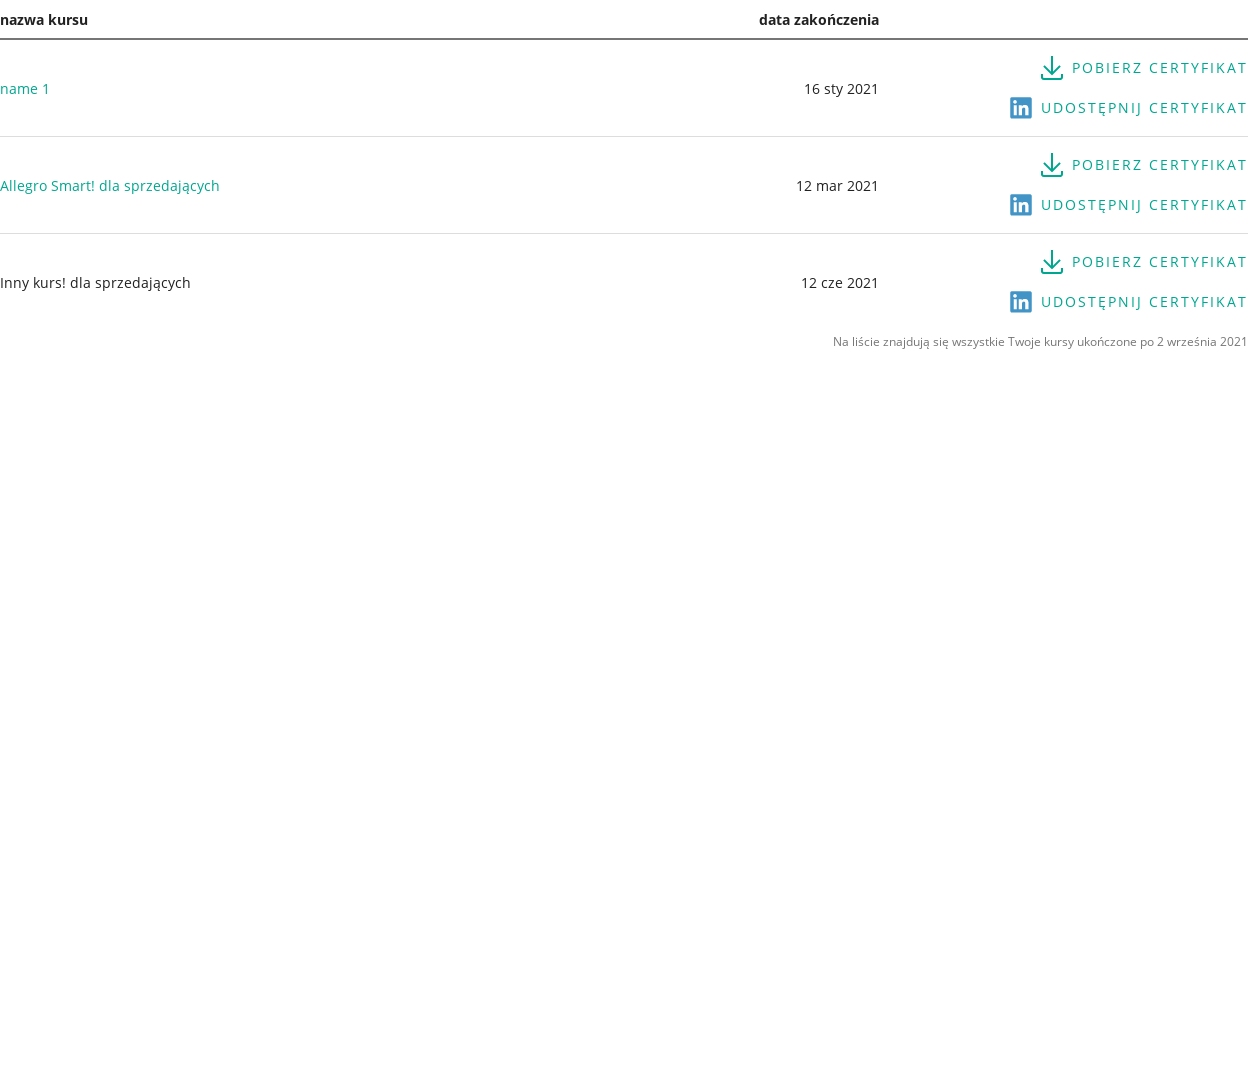 nazwa kursu data zakończenia
name 1 16 sty 2021 POBIERZ CERTYFIKAT
UDOSTĘPNIJ CERTYFIKAT
Allegro Smart! dla sprzedających 12 mar 2021 POBIERZ CERTYFIKAT
UDOSTĘPNIJ CERTYFIKAT
Inny kurs! dla sprzedających 12 cze 2021 POBIERZ CERTYFIKAT
UDOSTĘPNIJ CERTYFIKAT
Na liście znajdują się wszystkie Twoje kursy ukończone po 2 września 2021